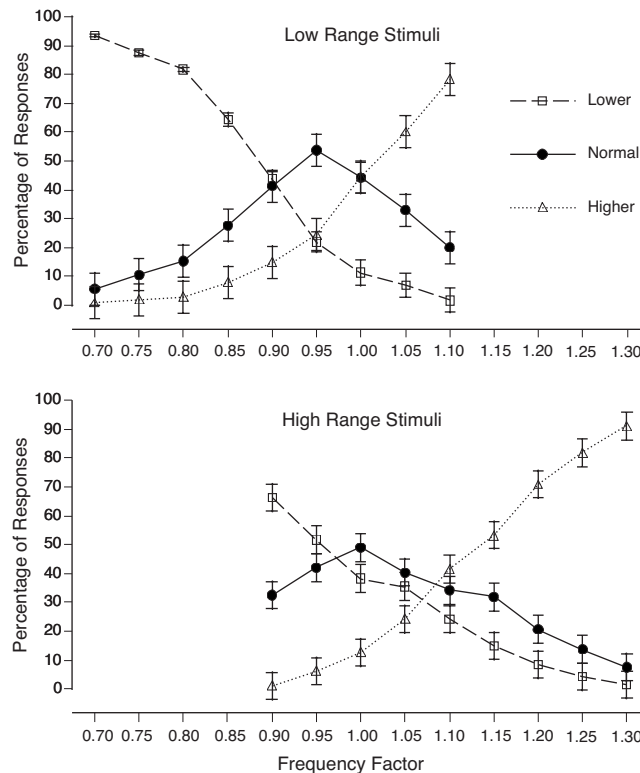 100
Low Range Stimuli
90
80
70
60
50
40
30
20
10
0
Percentage of Responses
Lower
Normal
Higher
0.70 0.75 0.80 0.85 0.90 0.95 1.00 1.05 1.10 1.15 1.20 1.25 1.30
100
High Range Stimuli
90
80
70
60
50
40
30
20
10
0
Percentage of Responses
0.70 0.75 0.80 0.85 0.90 0.95 1.00 1.05 1.10 1.15 1.20 1.25 1.30
Frequency Factor